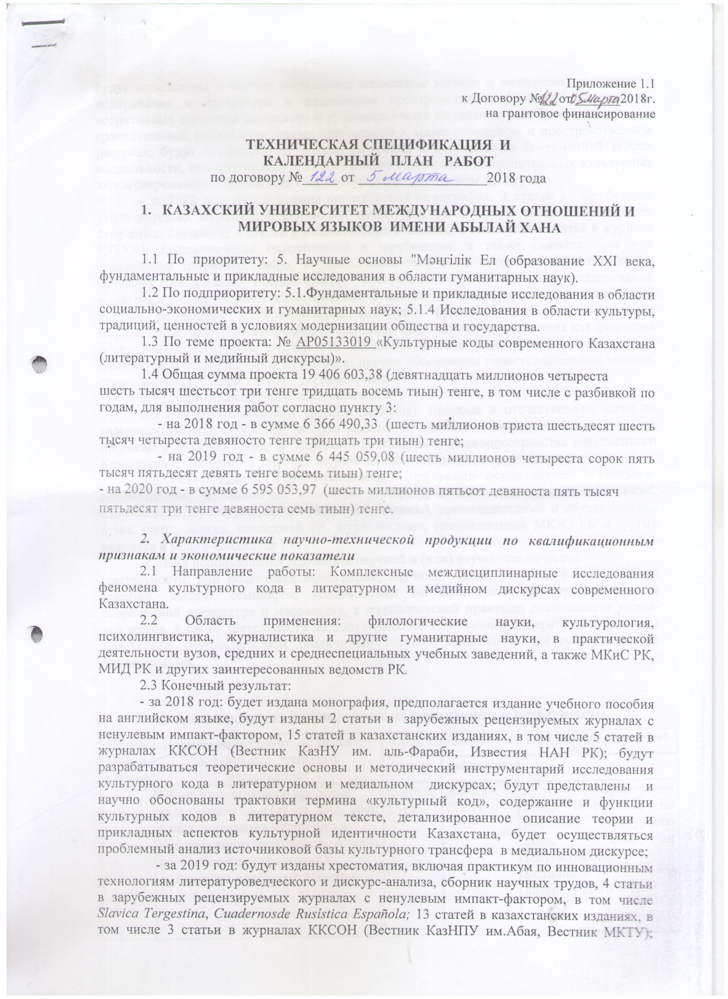 Приложение 1.1
к Договору № 122 от 05 марта 2018г.
на грантовое финансирование
ТЕХНИЧЕСКАЯ СПЕЦИФИКАЦИЯ И
КАЛЕНДАРНЫЙ ПЛАН РАБОТ
по договору № 122 от 5 марта 2018 года
1. КАЗАХСКИЙ УНИВЕРСИТЕТ МЕЖДУНАРОДНЫХ ОТНОШЕНИЙ И
МИРОВЫХ ЯЗЫКОВ ИМЕНИ АБЫЛАЙ ХАНА
1.1 По приоритету: 5. Научные основы "Мәңгілік Ел (образование XXI века,
фундаментальные и прикладные исследования в области гуманитарных наук).
1.2 По подприоритету: 5.1.Фундаментальные и прикладные исследования в области
социально-экономических и гуманитарных наук; 5.1.4 Исследования в области культуры,
традиций, ценностей в условиях модернизации общества и государства.
1.3 По теме проекта: № АР05133019 «Культурные коды современного Казахстана
(литературный и медийный дискурсы)».
1.4 Общая сумма проекта 19 406 603,38 (девятнадцать миллионов четыреста
шесть тысяч шестьсот три тенге тридцать восемь тиын) тенге, в том числе с разбивкой по
годам, для выполнения работ согласно пункту 3:
- на 2018 год - в сумме 6 366 490,33 (шесть миллионов триста шестьдесят шесть
тысяч четыреста девяносто тенге тридцать три тиын) тенге;
- на 2019 год - в сумме 6 445 059,08 (шесть миллионов четыреста сорок пять
тысяч пятьдесят девять тенге восемь тиын) тенге;
- на 2020 год - в сумме 6 595 053,97 (шесть миллионов пятьсот девяноста пять тысяч
пятьдесят три тенге девяноста семь тиын) тенге.
2. Характеристика научно-технической продукции по квалификационным
признакам и экономические показатели
2.1 Направление работы: Комплексные междисциплинарные исследования
феномена культурного кода в литературном и медийном дискурсах современного
Казахстана.
2.2 Область применения: филологические науки, культурология,
психолингвистика, журналистика и другие гуманитарные науки, в практической
деятельности вузов, средних и среднеспециальных учебных заведений, а также МКиС РК,
МИД РК и других заинтересованных ведомств РК.
2.3 Конечный результат:
- за 2018 год: будет издана монография, предполагается издание учебного пособия
на английском языке, будут изданы 2 статьи в зарубежных рецензируемых журналах с
ненулевым импакт-фактором, 15 статей в казахстанских изданиях, в том числе 5 статей в
журналах ККСОН (Вестник КазНУ им. аль-Фараби, Известия НАН РК); будут
разрабатываться теоретические основы и методический инструментарий исследования
культурного кода в литературном и медиальном дискурсах; будут представлены и
научно обоснованы трактовки термина «культурный код», содержание и функции
культурных кодов в литературном тексте, детализированное описание теории и
прикладных аспектов культурной идентичности Казахстана, будет осуществляться
проблемный анализ источниковой базы культурного трансфера в медиальном дискурсе;
- за 2019 год: будут изданы хрестоматия, включая практикум по инновационным
технологиям литературоведческого и дискурс-анализа, сборник научных трудов, 4 статьи
в зарубежных рецензируемых журналах с ненулевым импакт-фактором, в том числе
Slavica Tergestina, Cuadernosde Rusística Española; 13 статей в казахстанских изданиях, в
том числе 3 статьи в журналах ККСОН (Вестник КазНПУ им.Абая, Вестник МКТУ);